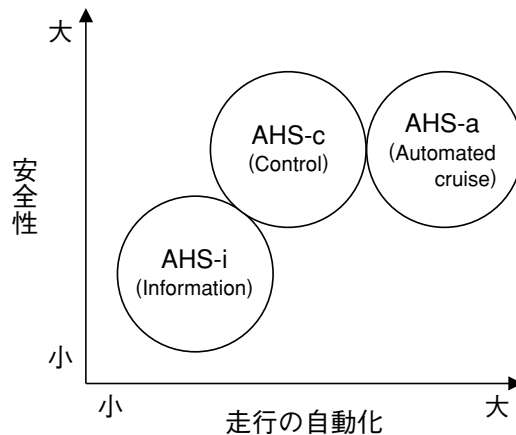 大
AHS-c
(Control)
AHS-a
(Automated
cruise)
安全性
AHS-i
(Information)
小
小
走行の自動化
大